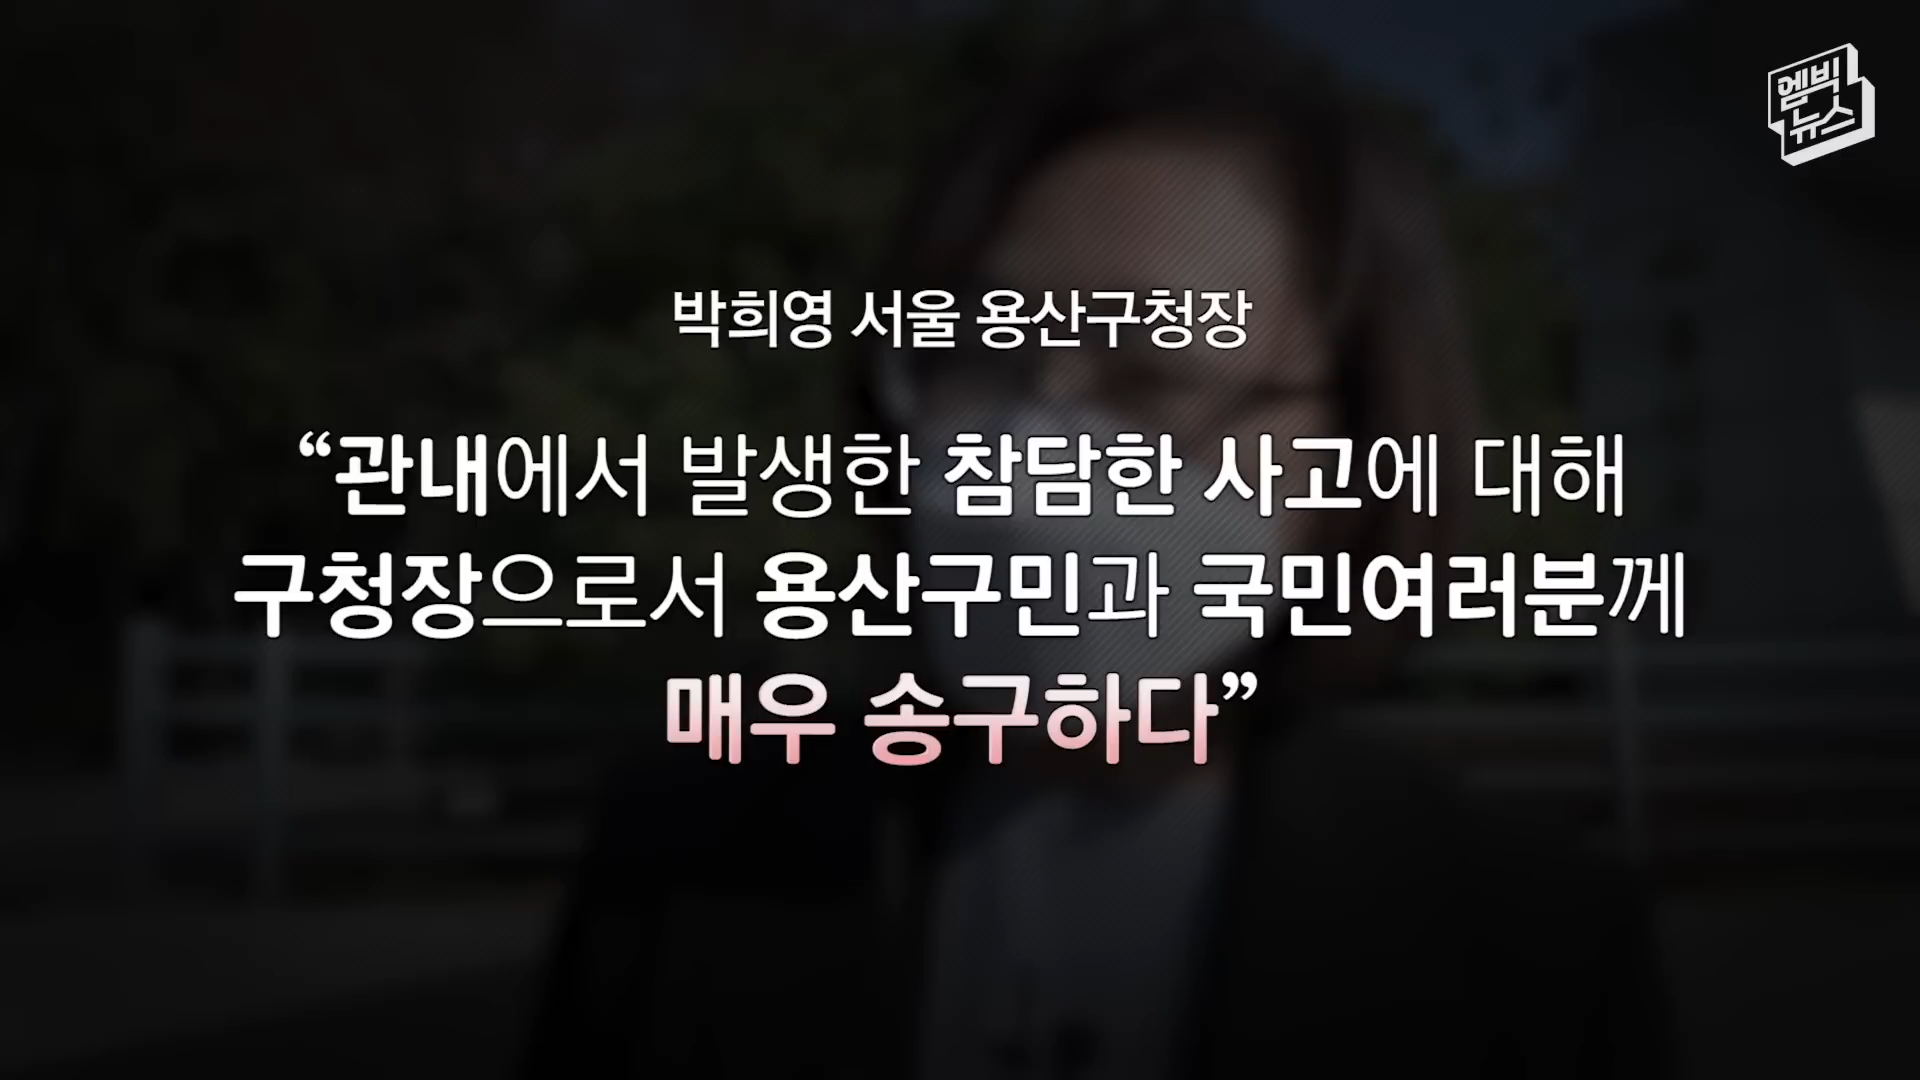 엠빅
뉴스
박희영 서울 용산구청장
“관내에서 발생한 참담한 사고에 대해
구청장으로서 용산구민과 국민여러분께
매우 송구하다”